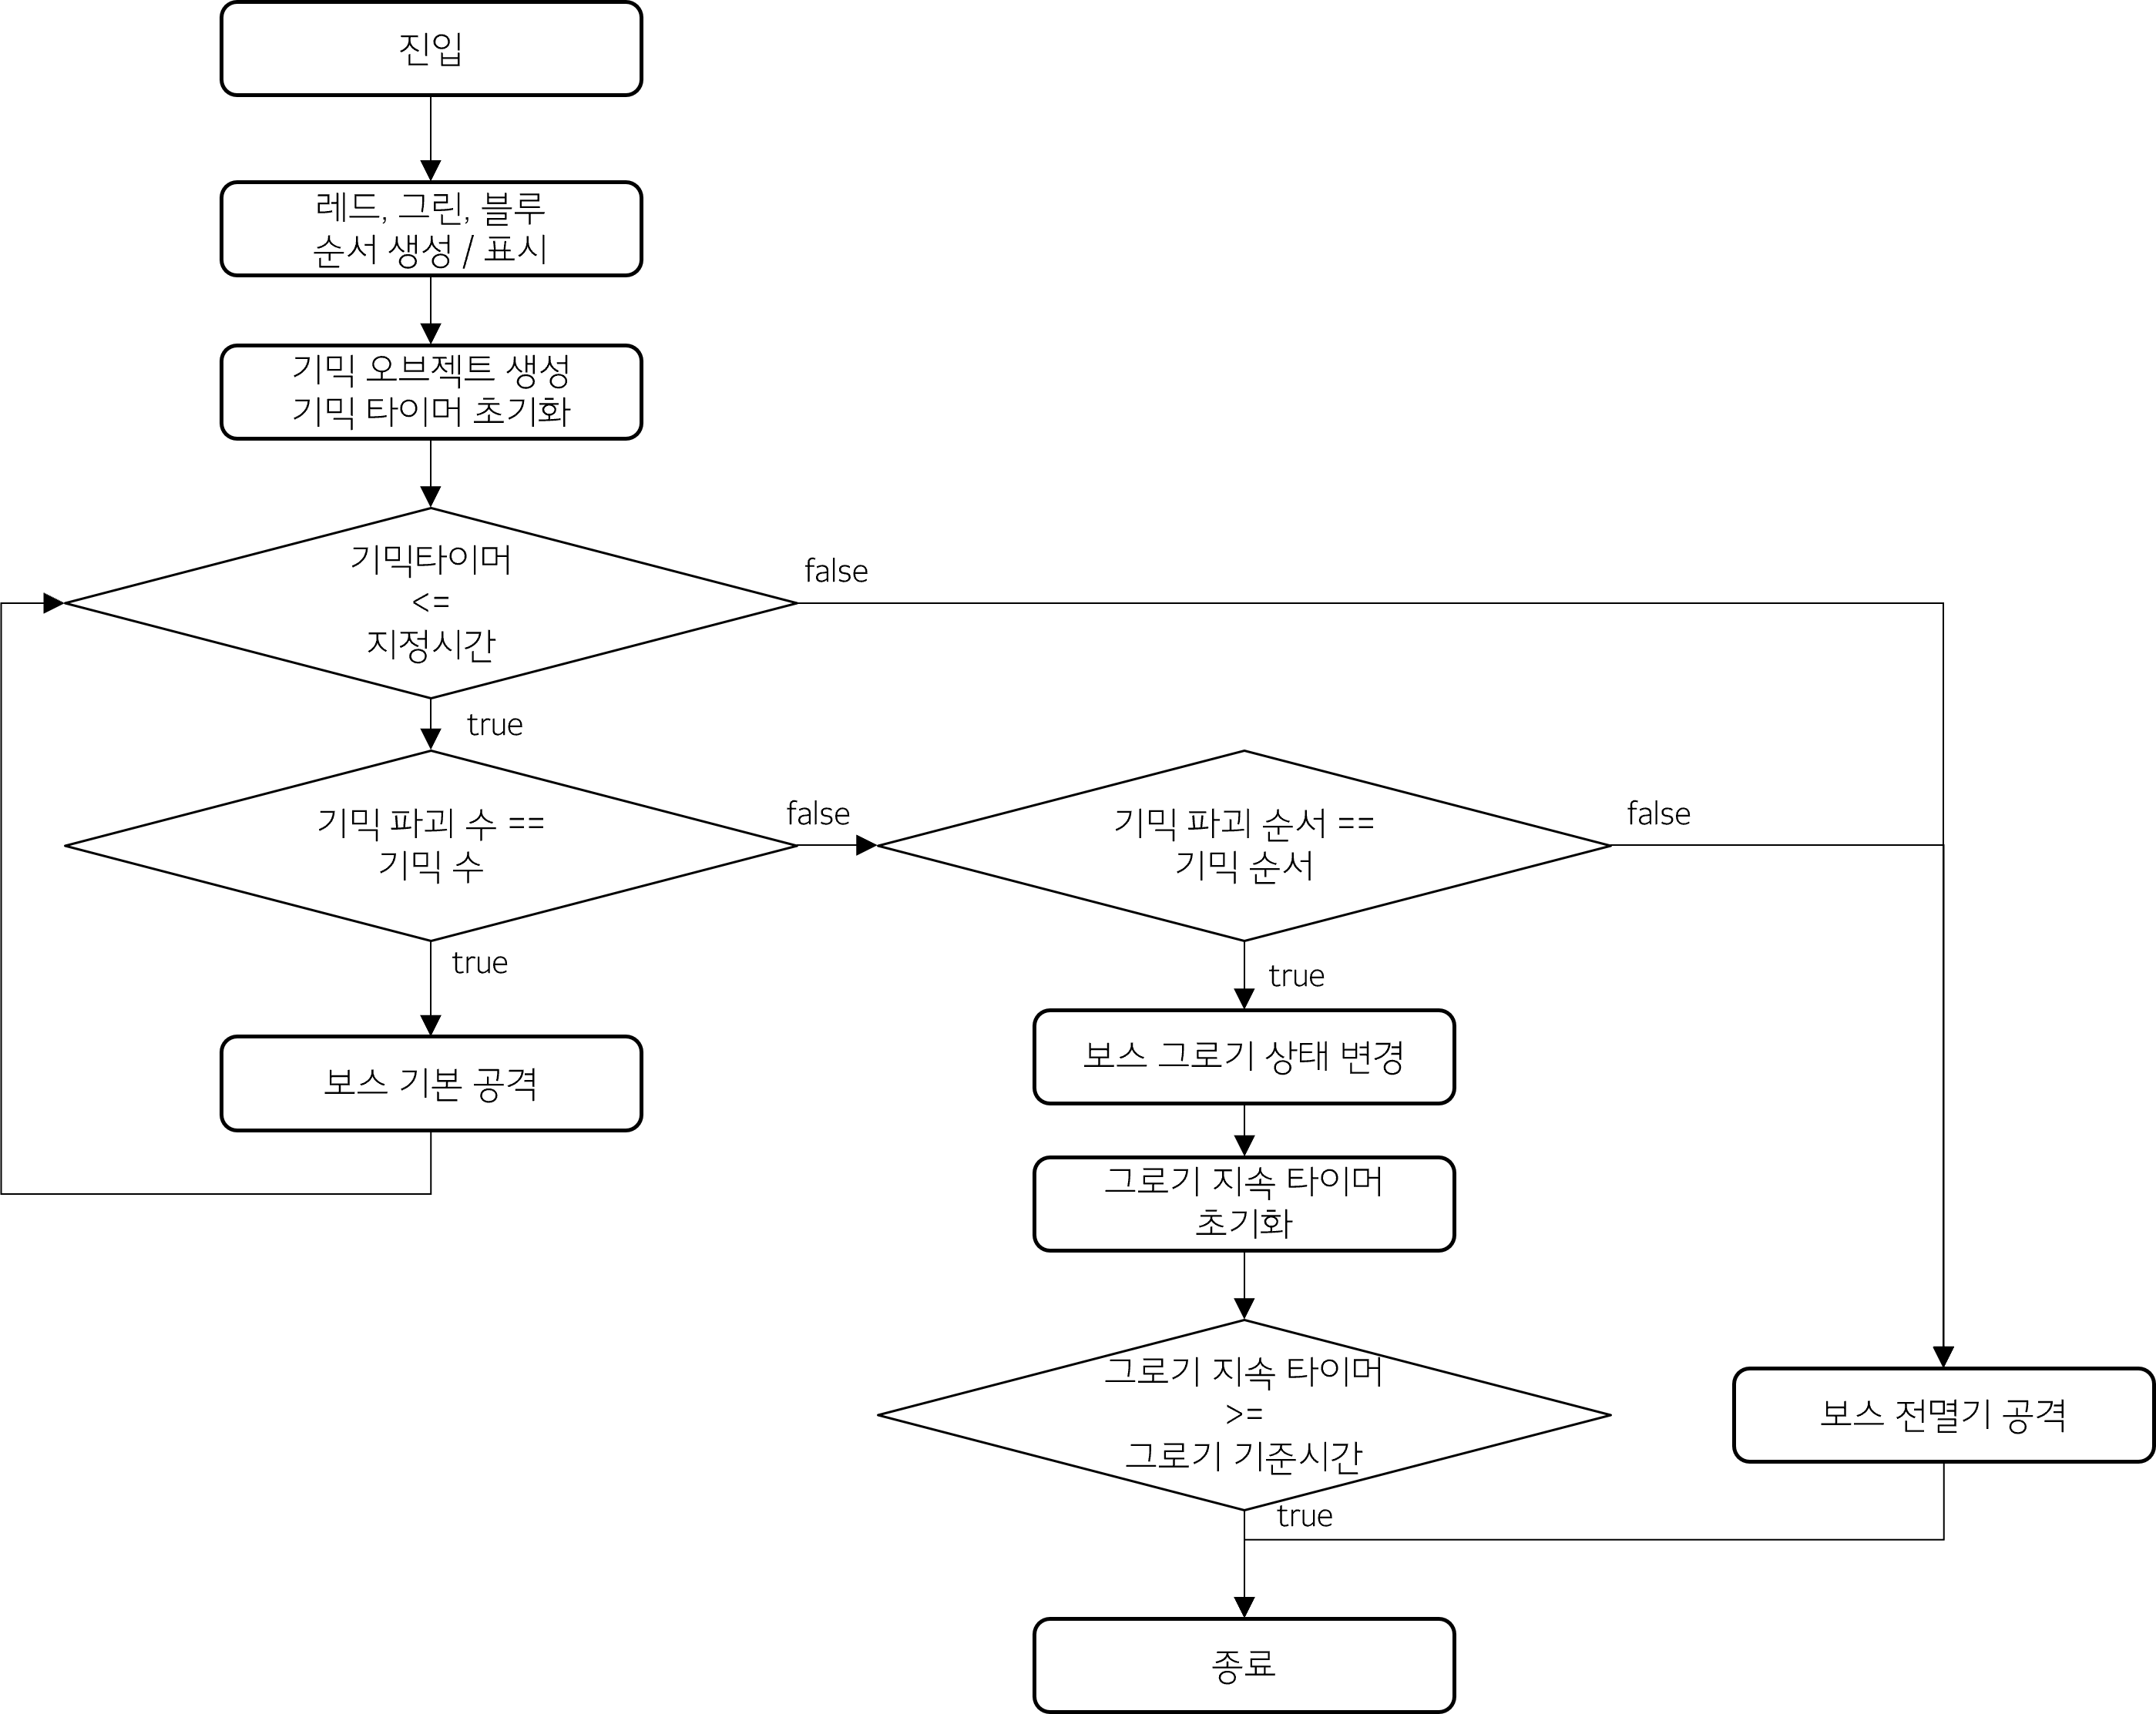 진입
레드, 그린, 블루
순서 생성 / 표시
기믹 오브젝트 생성
기믹 타이머 초기화
기믹타이머
<=
지정시간
false
true
기믹 파괴 수 ==
기믹 수
false
기믹 파괴 순서 ==
기믹 순서
false
true
true
보스 기본 공격
보스 그로기 상태 변경
그로기 지속 타이머
초기화
그로기 지속 타이머
>=
그로기 기준시간
보스 전멸기 공격
true
종료